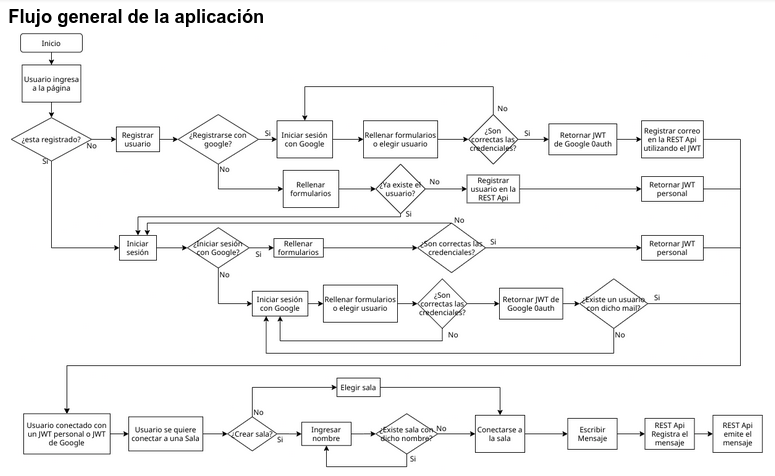 Flujo general de la aplicación
Inicio
Usuario ingresa
a la página
¿esta registrado?
No
Si
Registrar
usuario
¿Registrarse con
google?
Si
No
Iniciar sesión
con Google
Rellenar formularios
o elegir usuario
¿Son
correctas las
credenciales?
No
Si
Retornar JWT
de Google 0auth
Registrar correo
en la REST Api
utilizando el JWT
Rellenar
formularios
¿Ya existe el
usuario?
No
Si
Registrar
usuario en la
REST Api
Retornar JWT
personal
Iniciar
sesión
¿Iniciar sesión
con Google?
Si
No
Rellenar
formularios
¿Son correctas las
credenciales?
No
Si
Retornar JWT
personal
Iniciar sesión
con Google
Rellenar formularios
o elegir usuario
¿Son
correctas las
credenciales?
No
Retornar JWT de
Google 0auth
¿Existe un usuario
con dicho mail?
Si
No
Usuario conectado con
un JWT personal o JWT
de Google
Usuario se quiere
conectar a una Sala
¿Crear sala?
No
Si
Elegir sala
Ingresar
nombre
¿Existe sala con
dicho nombre?
No
Si
Conectarse a
la sala
Escribir
Mensaje
REST Api
Registra el
mensaje
REST Api
emite el
mensaje